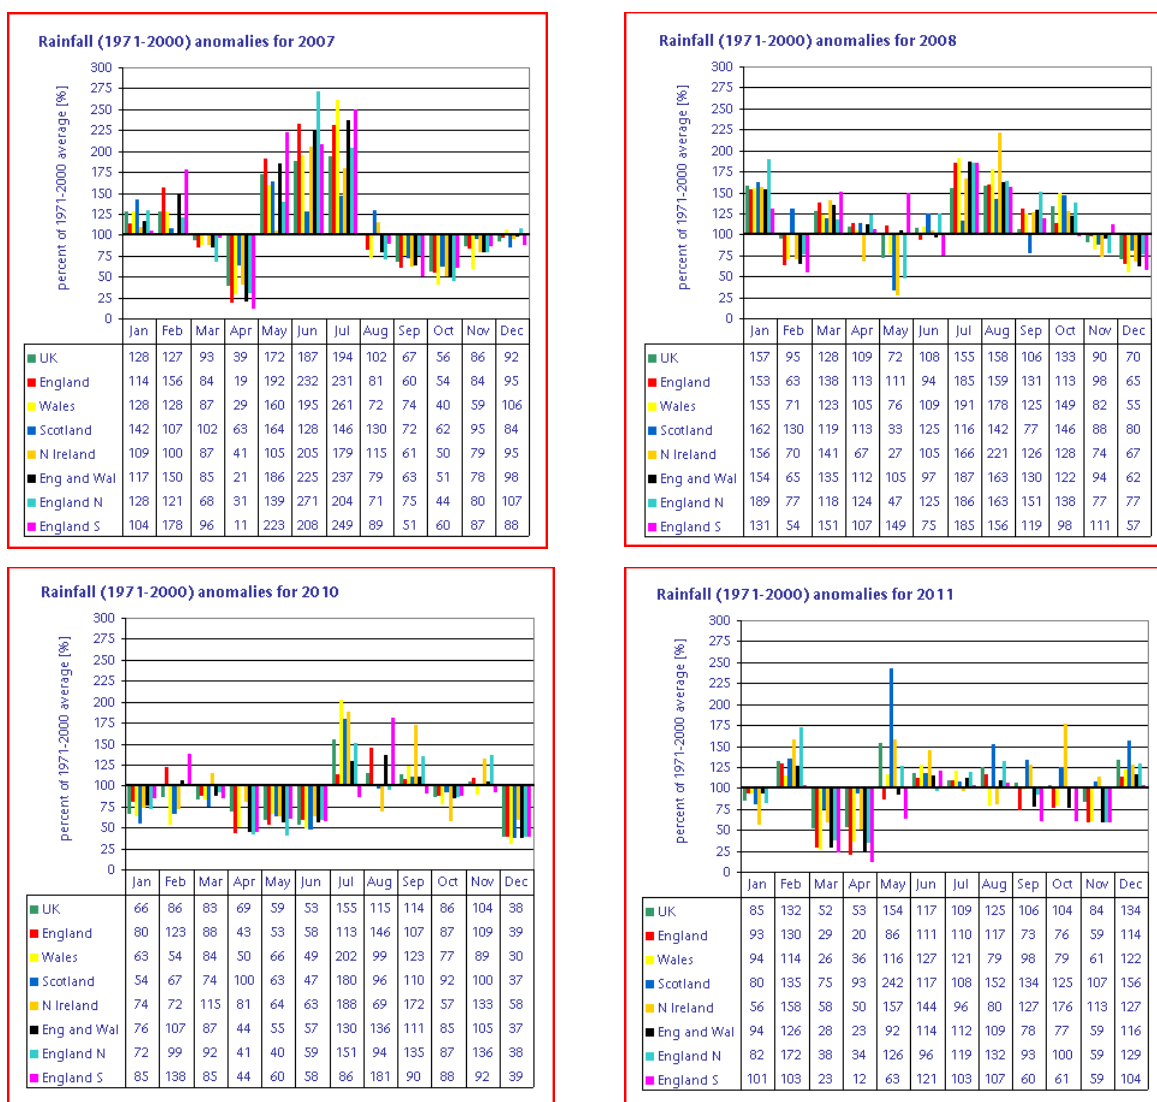 Rainfall (1971-2000) anomalies for 2007
percent of 1971-2000 average [%]
300
275
250
225
200
175
150
125
100
75
50
25
0
Jan Feb Mar Apr May Jun Jul Aug Sep Oct Nov Dec
UK 128 127 93 39 172 187 194 102 67 56 86 92
England 114 156 84 19 192 232 231 81 60 54 84 95
Wales 128 128 87 29 160 195 261 72 74 40 59 106
Scotland 142 107 102 63 164 128 146 130 72 62 95 84
N Ireland 109 100 87 41 105 205 179 115 61 50 79 95
Eng and Wal 117 150 85 21 186 225 237 79 63 51 78 98
England N 128 121 68 31 139 271 204 71 75 44 80 107
England S 104 178 96 11 223 208 249 89 51 60 87 88
Rainfall (1971-2000) anomalies for 2008
percent of 1971-2000 average [%]
300
275
250
225
200
175
150
125
100
75
50
25
0
Jan Feb Mar Apr May Jun Jul Aug Sep Oct Nov Dec
UK 157 95 128 109 72 108 155 158 106 133 90 70
England 153 63 138 113 111 94 185 159 131 113 98 65
Wales 155 71 123 105 76 109 191 178 125 149 82 55
Scotland 162 130 119 113 33 125 116 142 77 146 88 80
N Ireland 156 70 141 67 27 105 166 221 126 128 74 67
Eng and Wal 154 65 135 112 105 97 187 163 130 122 94 62
England N 189 77 118 124 47 125 186 163 151 138 77 77
England S 131 54 151 107 149 75 185 156 119 98 111 57
Rainfall (1971-2000) anomalies for 2010
percent of 1971-2000 average [%]
300
275
250
225
200
175
150
125
100
75
50
25
0
Jan Feb Mar Apr May Jun Jul Aug Sep Oct Nov Dec
UK 66 86 83 69 59 53 155 115 114 86 104 38
England 80 123 88 43 53 58 113 146 107 87 109 39
Wales 63 54 84 50 66 49 202 99 123 77 89 30
Scotland 54 67 74 100 63 47 180 96 110 92 100 37
N Ireland 74 72 115 81 64 63 188 69 172 57 133 58
Eng and Wal 76 107 87 44 55 57 130 136 111 85 105 37
England N 72 99 92 41 40 59 151 94 135 87 136 38
England S 85 138 85 44 60 58 86 181 90 88 92 39
Rainfall (1971-2000) anomalies for 2011
percent of 1971-2000 average [%]
300
275
250
225
200
175
150
125
100
75
50
25
0
Jan Feb Mar Apr May Jun Jul Aug Sep Oct Nov Dec
UK 85 132 52 53 154 117 109 125 106 104 84 134
England 93 130 29 20 86 111 110 117 73 76 59 114
Wales 94 114 26 36 116 127 121 79 98 79 61 122
Scotland 80 135 75 93 242 117 108 152 134 125 107 156
N Ireland 56 158 58 50 157 144 96 80 127 176 113 127
Eng and Wal 94 126 28 23 92 114 112 109 78 77 59 116
England N 82 172 38 34 126 96 119 132 93 100 59 129
England S 101 103 23 12 63 121 103 107 60 61 59 104